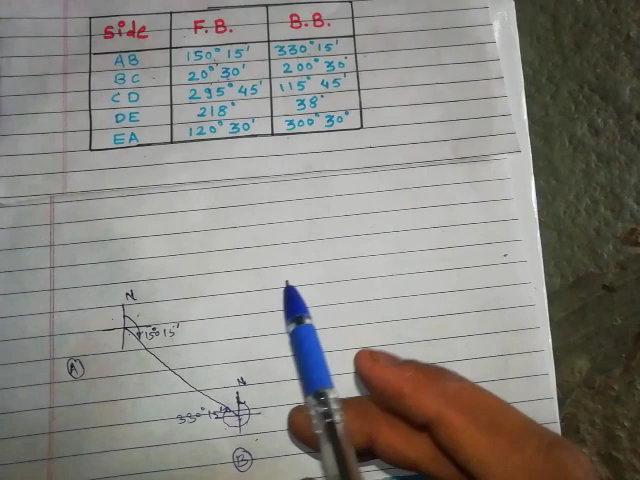 Side F.B. B.B.
AB 150° 15' 330° 15'
BC 20° 30' 200° 30'
CD 295° 45' 115° 45'
DE 218° 38°
EA 120° 30' 300° 30'
N
150 15'
A
N
330° 15'
B